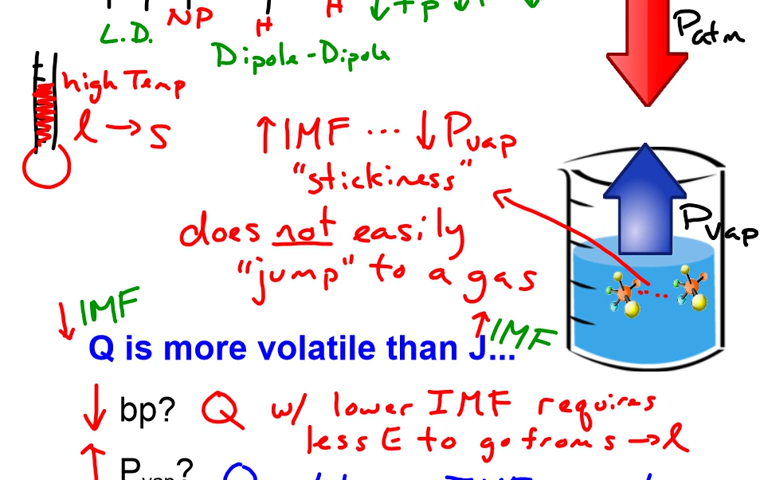 L.D. NP H H ↓ fp ↓
Dipole-Dipole
Patm
high Temp
l → s
↑IMF ... ↓ Pvap
"stickiness"
Pvap
does not easily
"jump" to a gas
↓IMF ↑IMF
Q is more volatile than J...
↓ bp? Q w/ lower IMF requires
less E to go from s → l
↑ Pvap? Q